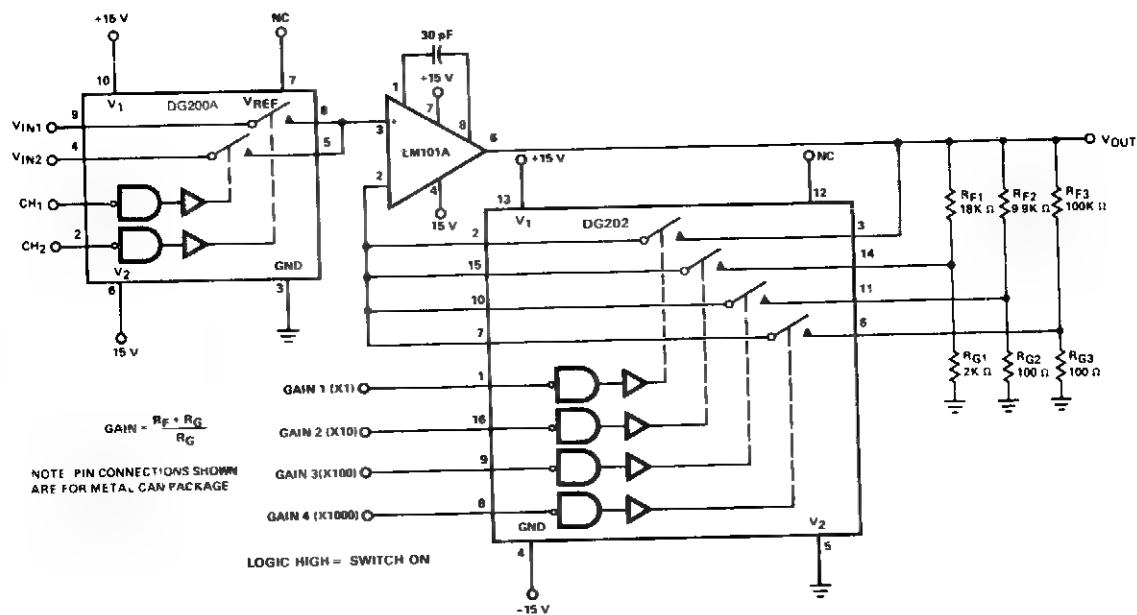 +15 V
NC
30 pF
10
7
V1
DG200A
VREF
+15 V
1
7
8
VIN1
9
8
3
+
LM101A
6
VOUT
VIN2
4
5
2
4
15 V
+15 V
NC
CH1
1
CH2
2
V2
GND
6
3
15 V
13
12
V1
DG202
2
3
15
14
10
11
7
6
RF1
18K Ω
RF2
9.9K Ω
RF3
100K Ω
RG1
2K Ω
RG2
100 Ω
RG3
100 Ω
GAIN 1 (X1)
1
GAIN 2 (X10)
16
GAIN 3(X100)
9
GAIN 4 (X1000)
8
GAIN = RF + RG
RG
NOTE PIN CONNECTIONS SHOWN
ARE FOR METAL CAN PACKAGE
GND
V2
4
5
LOGIC HIGH = SWITCH ON
-15 V